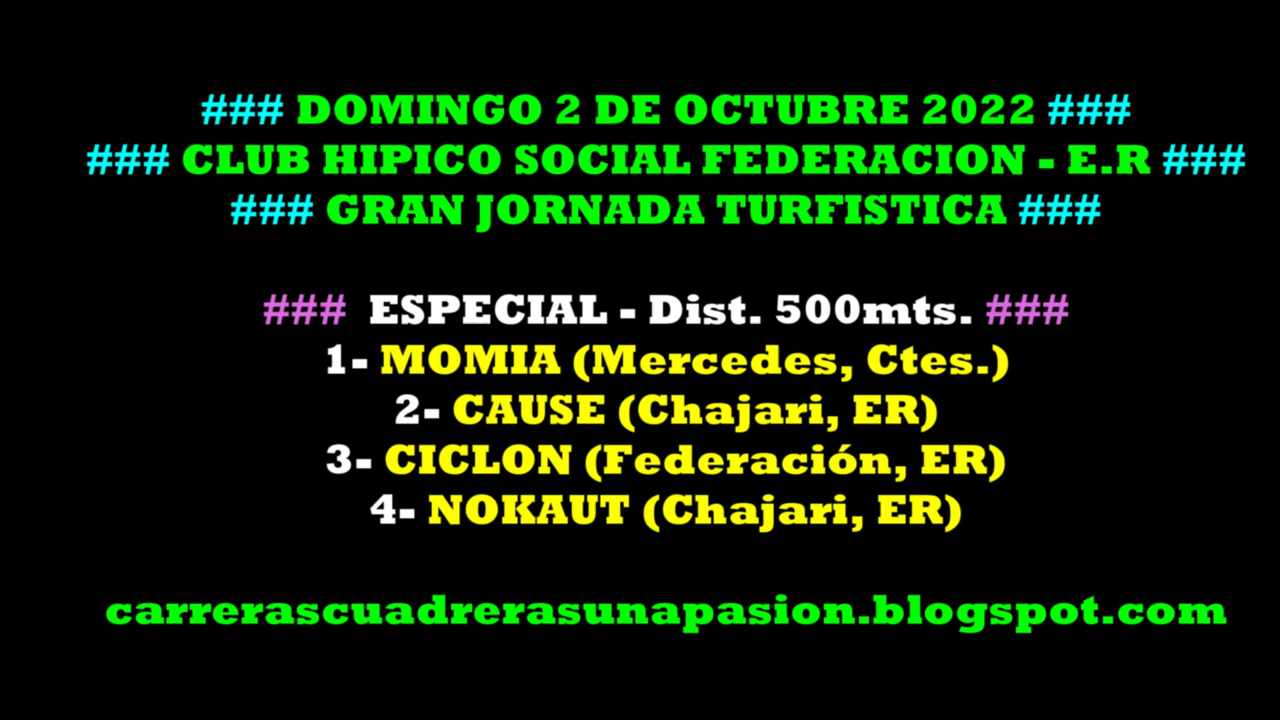 ### DOMINGO 2 DE OCTUBRE 2022 ###
### CLUB HIPICO SOCIAL FEDERACION - E.R ###
### GRAN JORNADA TURFISTICA ###
### ESPECIAL - Dist. 500mts. ###
1- MOMIA (Mercedes, Ctes.)
2- CAUSE (Chajari, ER)
3- CICLON (Federación, ER)
4- NOKAUT (Chajari, ER)
carrerascuadrerasunapasion.blogspot.com